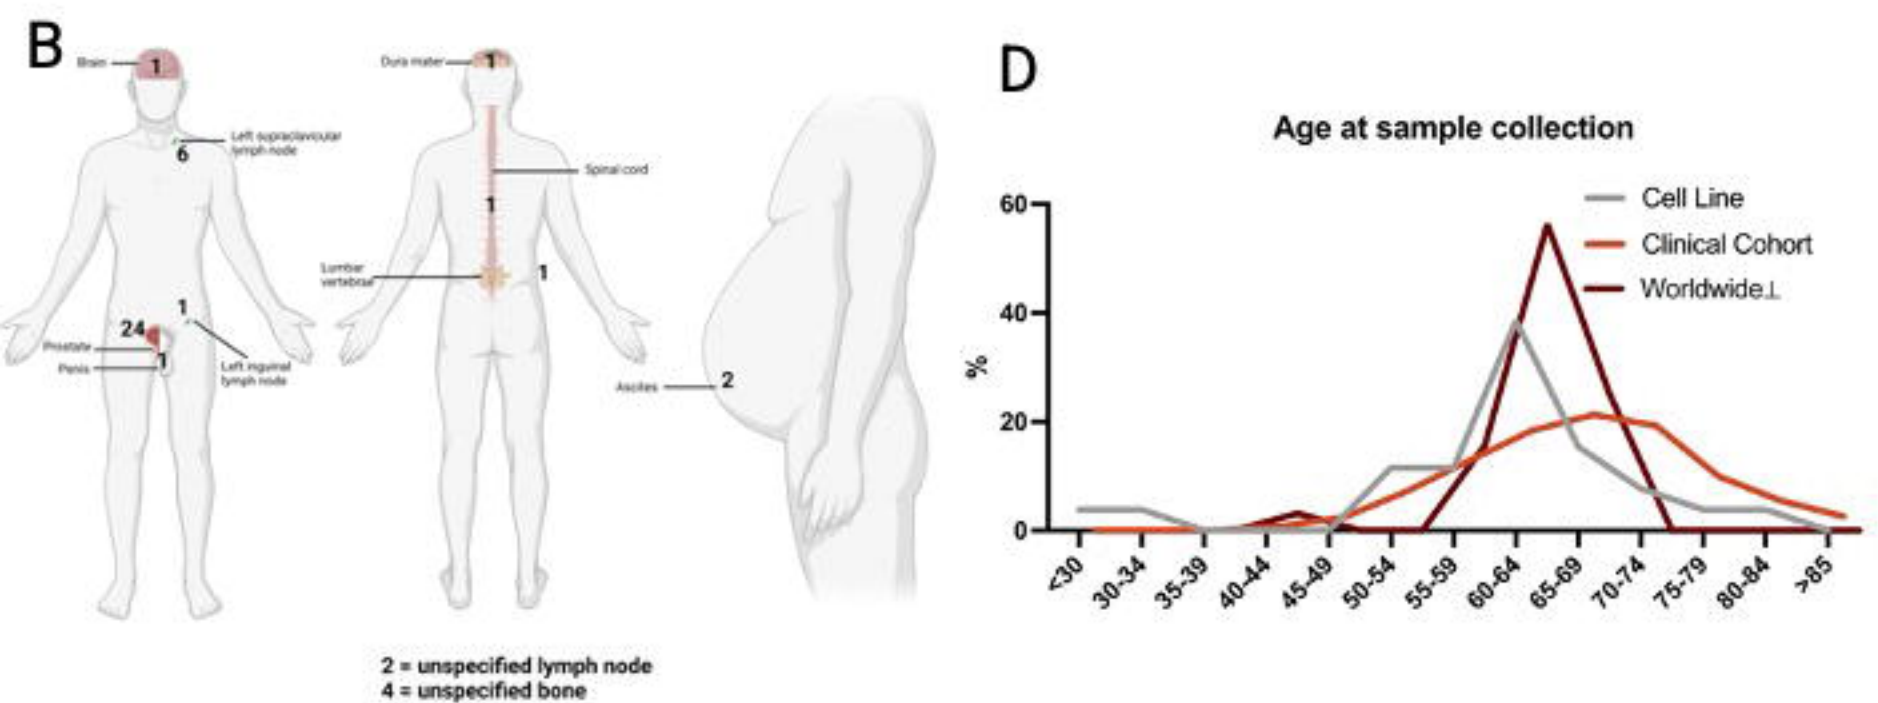 B
Brain
1
Left supraclavicular
lymph node
6
1
24
Prostate
Penis
1
Left inguinal
lymph node
Dura mater
1
Spinal cord
1
Lumbar
vertebrae
1
Ascites
2
2 = unspecified lymph node
4 = unspecified bone
D
Age at sample collection
Cell Line
Clinical Cohort
Worldwide⊥
%
60
40
20
0
<30
30-34
35-39
40-44
45-49
50-54
55-59
60-64
65-69
70-74
75-79
80-84
>85